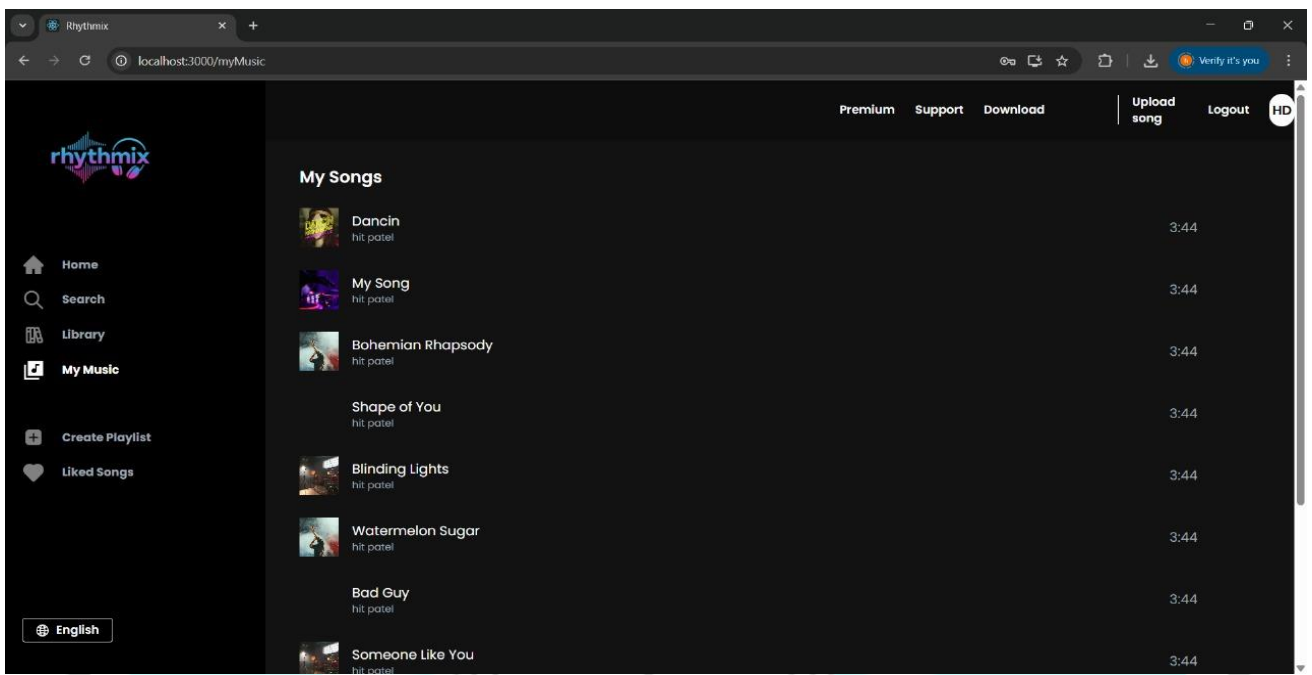 Rhythmix
localhost:3000/myMusic
Verify it's you
rhythmix
Home
Search
Library
My Music
Create Playlist
Liked Songs
English
Premium
Support
Download
Upload
song
Logout
HD
My Songs
Dancin
hit patel
3:44
My Song
hit patel
3:44
Bohemian Rhapsody
hit patel
3:44
Shape of You
hit patel
3:44
Blinding Lights
hit patel
3:44
Watermelon Sugar
hit patel
3:44
Bad Guy
hit patel
3:44
Someone Like You
hit patel
3:44